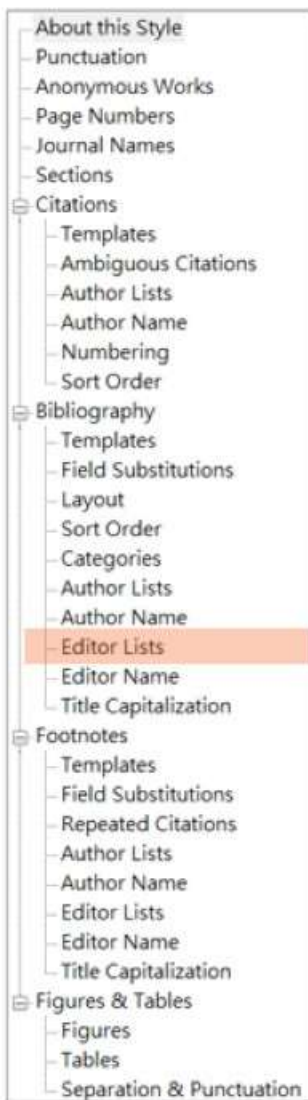 About this Style
Punctuation
Anonymous Works
Page Numbers
Journal Names
Sections
Citations
Templates
Ambiguous Citations
Author Lists
Author Name
Numbering
Sort Order
Bibliography
Templates
Field Substitutions
Layout
Sort Order
Categories
Author Lists
Author Name
Editor Lists
Editor Name
Title Capitalization
Footnotes
Templates
Field Substitutions
Repeated Citations
Author Lists
Author Name
Editor Lists
Editor Name
Title Capitalization
Figures & Tables
Figures
Tables
Separation & Punctuation